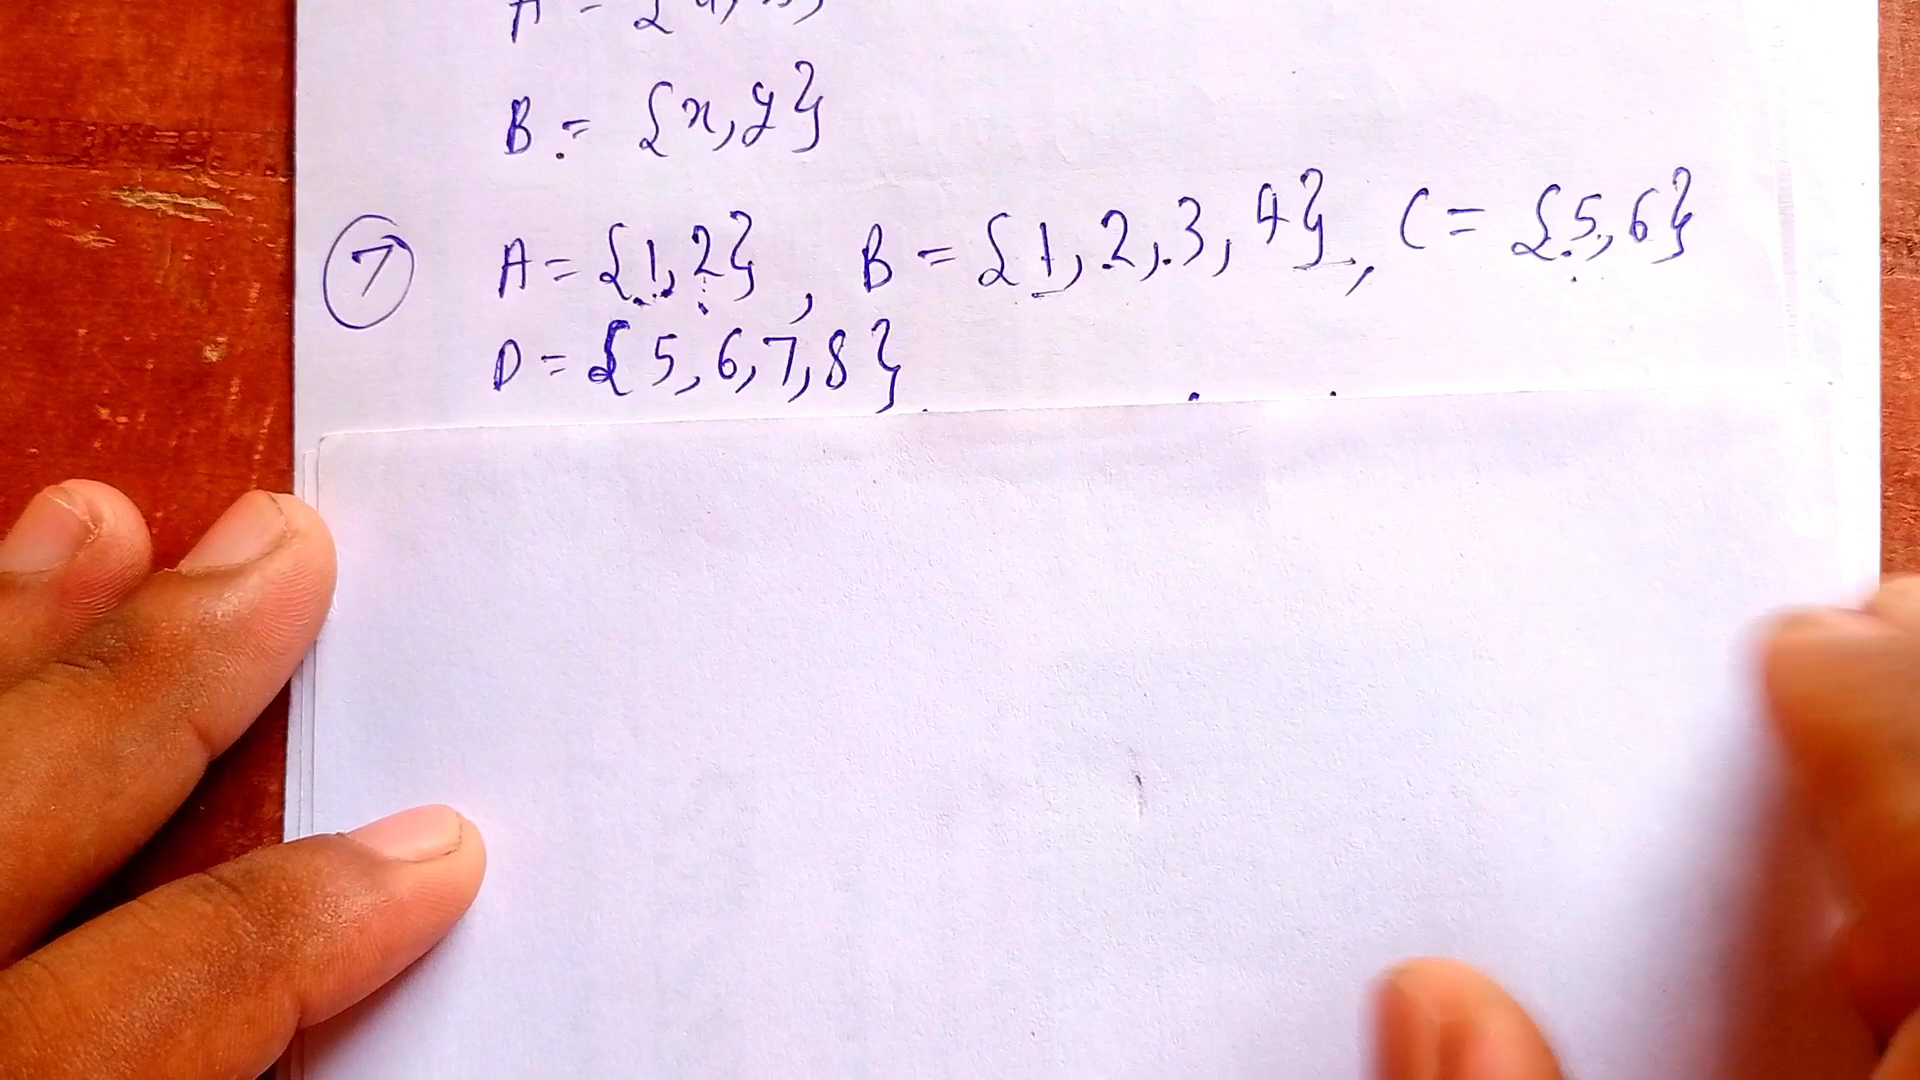 B = {x, y}
⑦ A = {1, 2}, B = {1, 2, 3, 4}, C = {5, 6}
D = {5, 6, 7, 8}